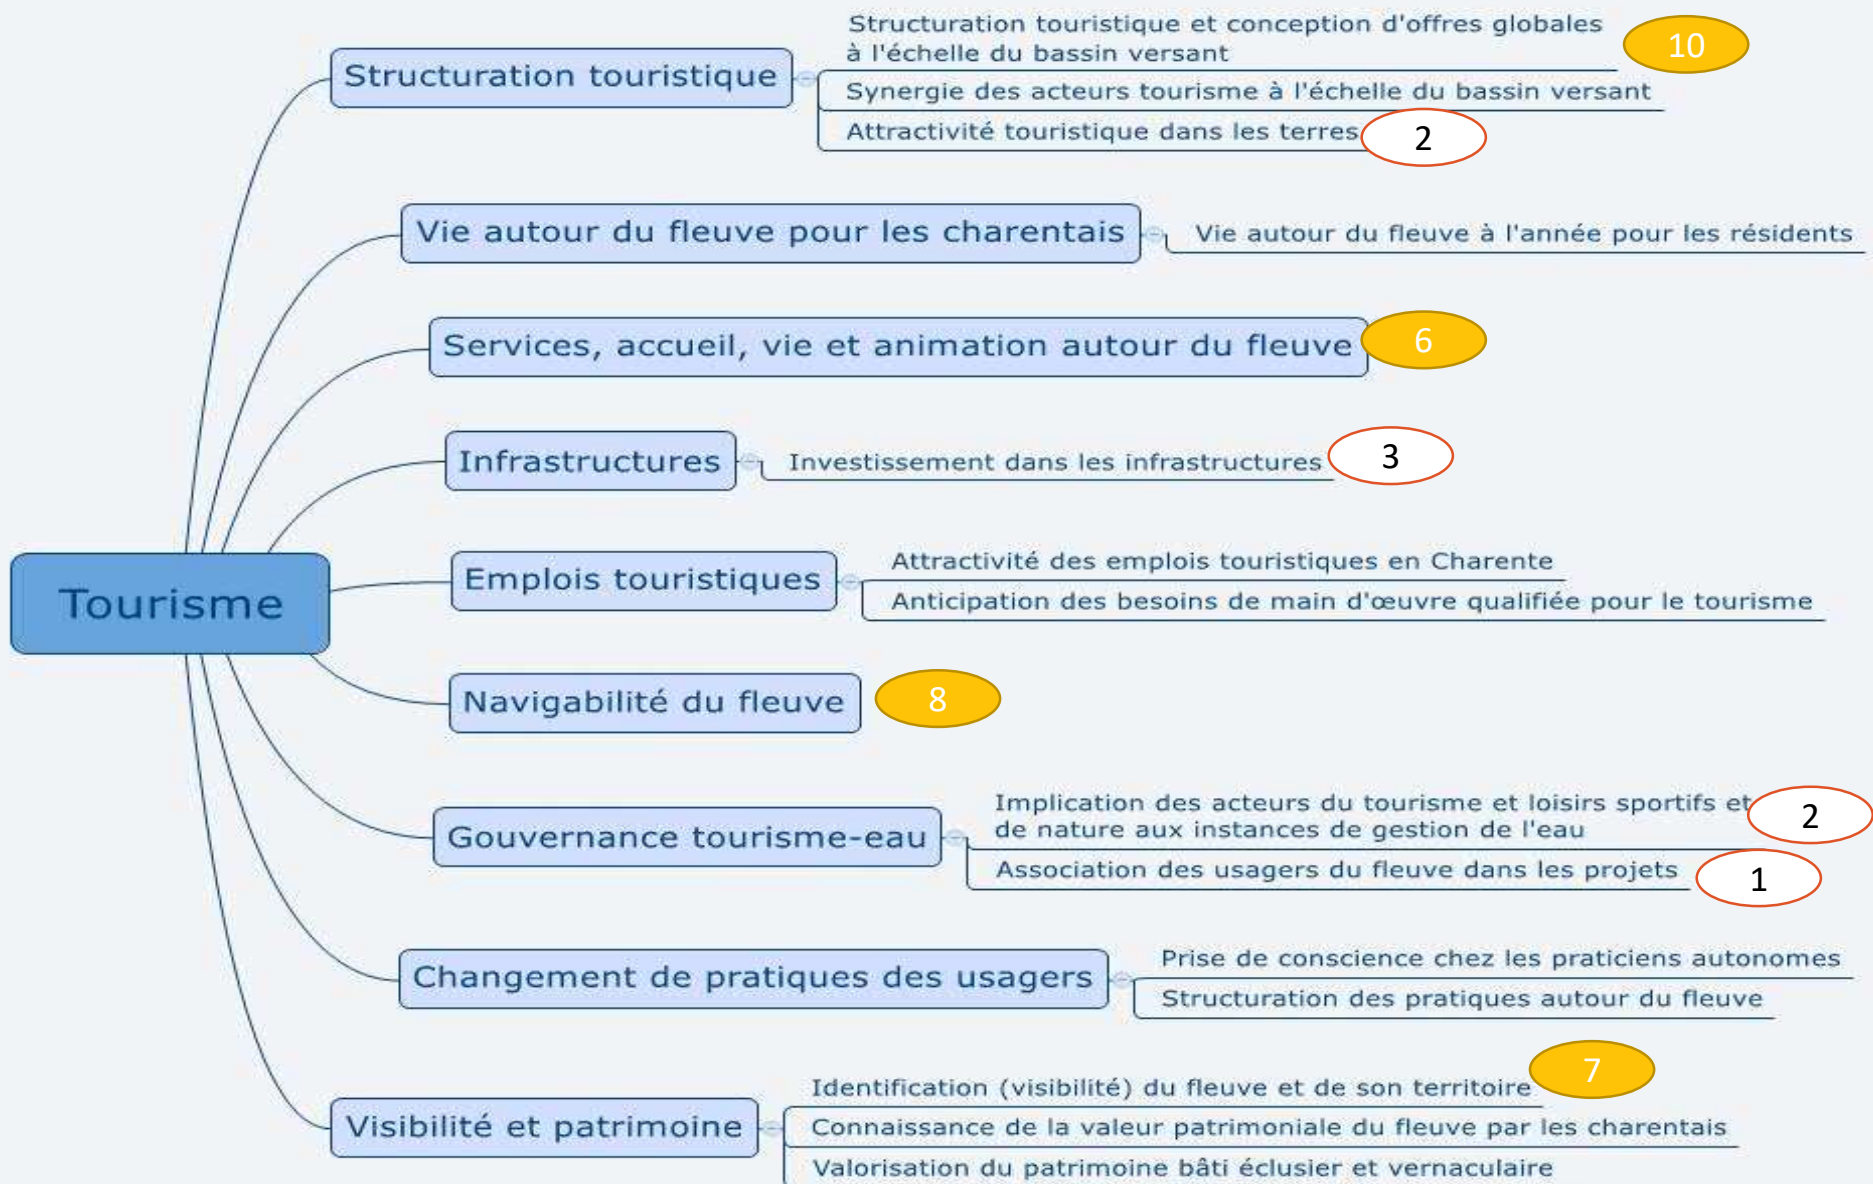 Structuration touristique
Structuration touristique et conception d'offres globales
à l'échelle du bassin versant
10
Synergie des acteurs tourisme à l'échelle du bassin versant
Attractivité touristique dans les terres
2
Vie autour du fleuve pour les charentais
Vie autour du fleuve à l'année pour les résidents
Services, accueil, vie et animation autour du fleuve
6
Infrastructures
Investissement dans les infrastructures
3
Tourisme
Emplois touristiques
Attractivité des emplois touristiques en Charente
Anticipation des besoins de main d'œuvre qualifiée pour le tourisme
Navigabilité du fleuve
8
Gouvernance tourisme-eau
Implication des acteurs du tourisme et loisirs sportifs et
de nature aux instances de gestion de l'eau
2
Association des usagers du fleuve dans les projets
1
Changement de pratiques des usagers
Prise de conscience chez les praticiens autonomes
Structuration des pratiques autour du fleuve
Visibilité et patrimoine
Identification (visibilité) du fleuve et de son territoire
7
Connaissance de la valeur patrimoniale du fleuve par les charentais
Valorisation du patrimoine bâti éclusier et vernaculaire